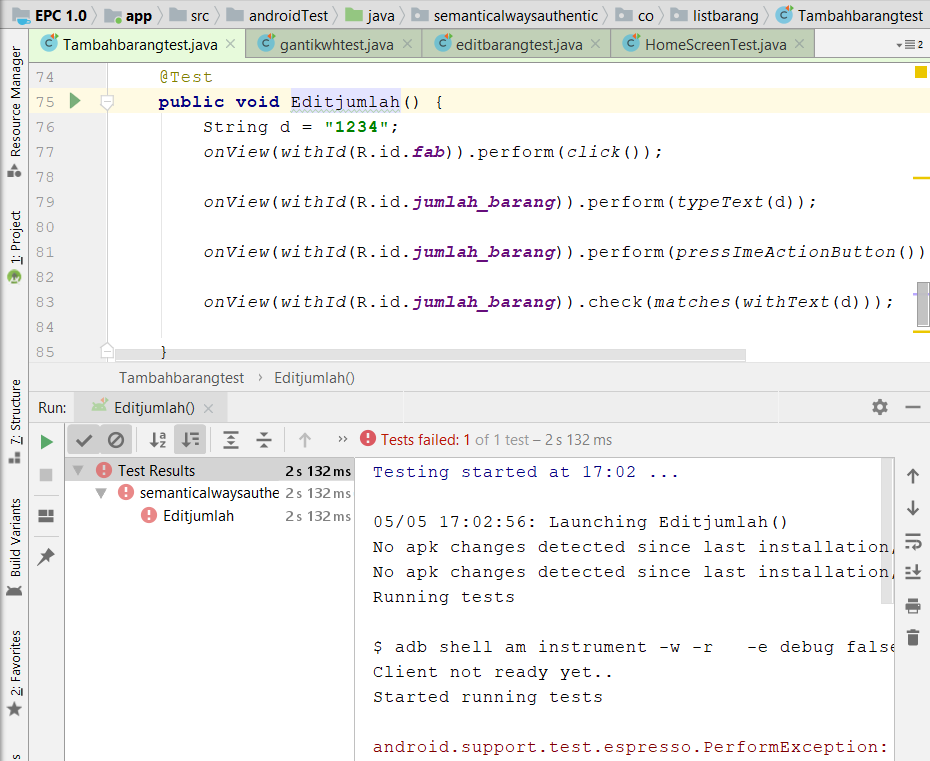 EPC 1.0 app src androidTest java semanticalwaysauthentic co listbarang Tambahbarangtest
Tambahbarangtest.java gantikwhtest.java editbarangtest.java HomeScreenTest.java 2
Resource Manager
1: Project
7: Structure
Build Variants
2: Favorites
74 @Test
75 public void Editjumlah() {
76 String d = "1234";
77 onView(withId(R.id.fab)).perform(click());
78
79 onView(withId(R.id.jumlah_barang)).perform(typeText(d));
80
81 onView(withId(R.id.jumlah_barang)).perform(pressImeActionButton())
82
83 onView(withId(R.id.jumlah_barang)).check(matches(withText(d)));
84
85 }
Tambahbarangtest › Editjumlah()
Run: Editjumlah()
Tests failed: 1 of 1 test – 2 s 132 ms
Test Results 2 s 132 ms
semanticalwaysauthe 2 s 132 ms
Editjumlah 2 s 132 ms
Testing started at 17:02 ...
05/05 17:02:56: Launching Editjumlah()
No apk changes detected since last installation,
No apk changes detected since last installation,
Running tests
$ adb shell am instrument -w -r   -e debug false
Client not ready yet..
Started running tests
android.support.test.espresso.PerformException: